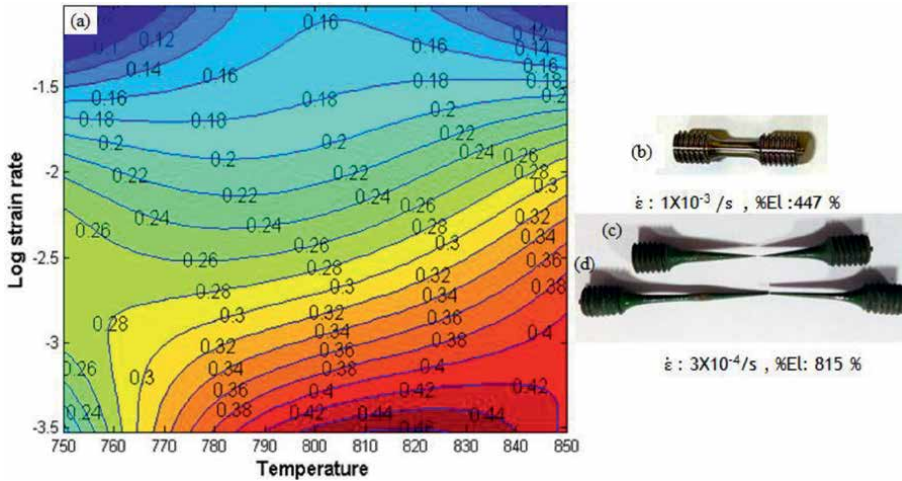 (a)
0.1 0.12 0.14 0.16 0.18
0.16 0.16 0.12 0.14 0.16
0.18 0.18 0.18 0.2
-1.5
0.2 0.2 0.2 0.22
0.22 0.22 0.22 0.24 0.26
-2
0.24 0.24 0.24 0.26 0.28 0.3
0.26 0.26 0.26 0.28 0.3 0.32 0.34
-2.5
0.28 0.28 0.28 0.3 0.32 0.34 0.36 0.38
0.3 0.3 0.32 0.34 0.36 0.38 0.4
-3
0.26 0.3 0.32 0.34 0.36 0.38 0.4 0.42
0.24 0.36 0.38 0.4 0.42 0.44 0.44
-3.5
750 760 770 780 790 800 810 820 830 840 850
Temperature
Log strain rate
(b)
ε̇ : 1X10⁻³ /s , %El :447 %
(c)
(d)
ε̇ : 3X10⁻⁴/s , %El: 815 %